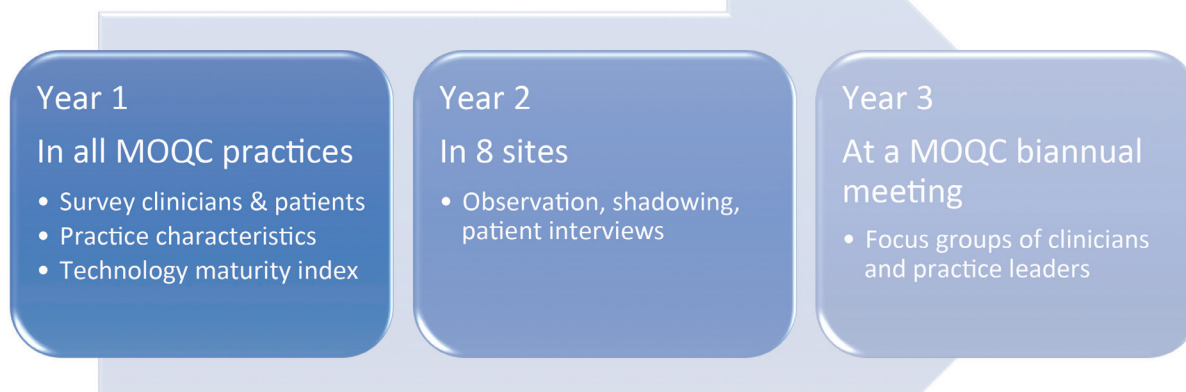 Year 1
In all MOQC practices
• Survey clinicians & patients
• Practice characteristics
• Technology maturity index
Year 2
In 8 sites
• Observation, shadowing,
patient interviews
Year 3
At a MOQC biannual
meeting
• Focus groups of clinicians
and practice leaders